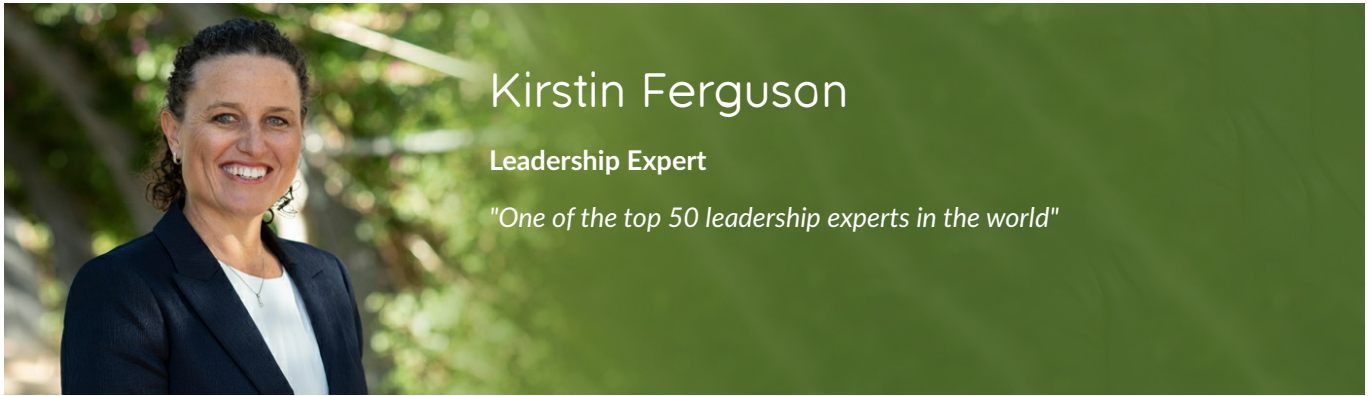 Kirstin Ferguson
Leadership Expert
"One of the top 50 leadership experts in the world"